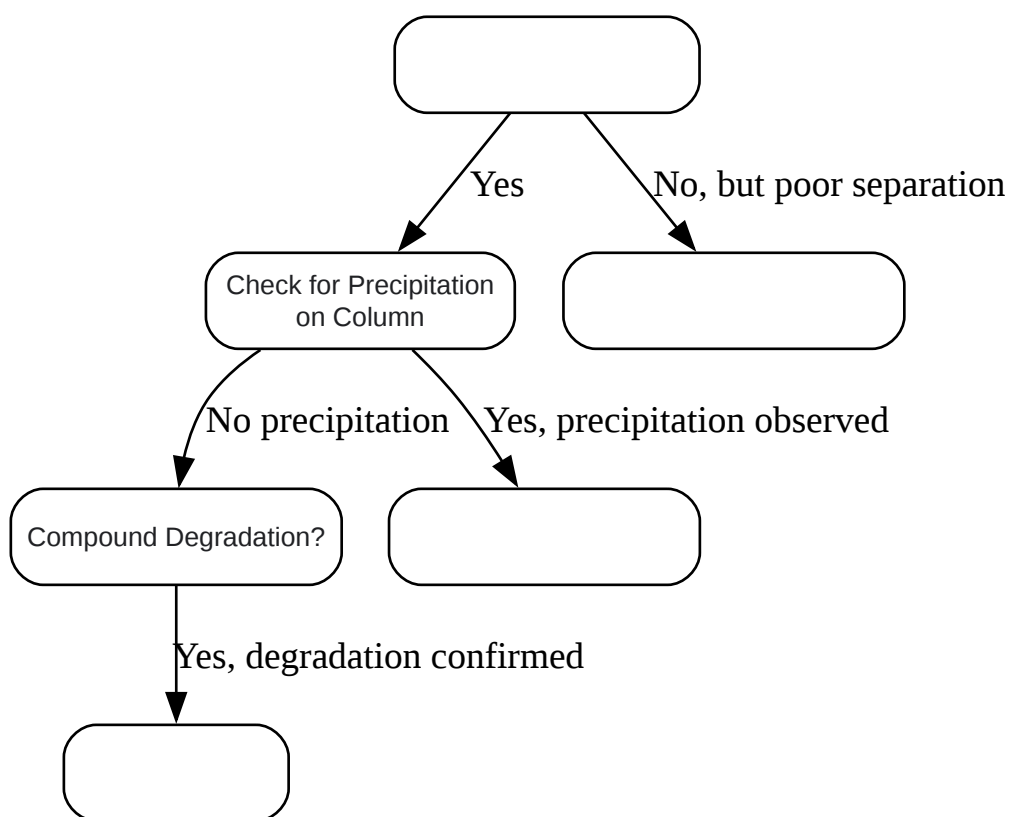 Yes
No, but poor separation
Check for Precipitation
on Column
No precipitation
Yes, precipitation observed
Compound Degradation?
Yes, degradation confirmed